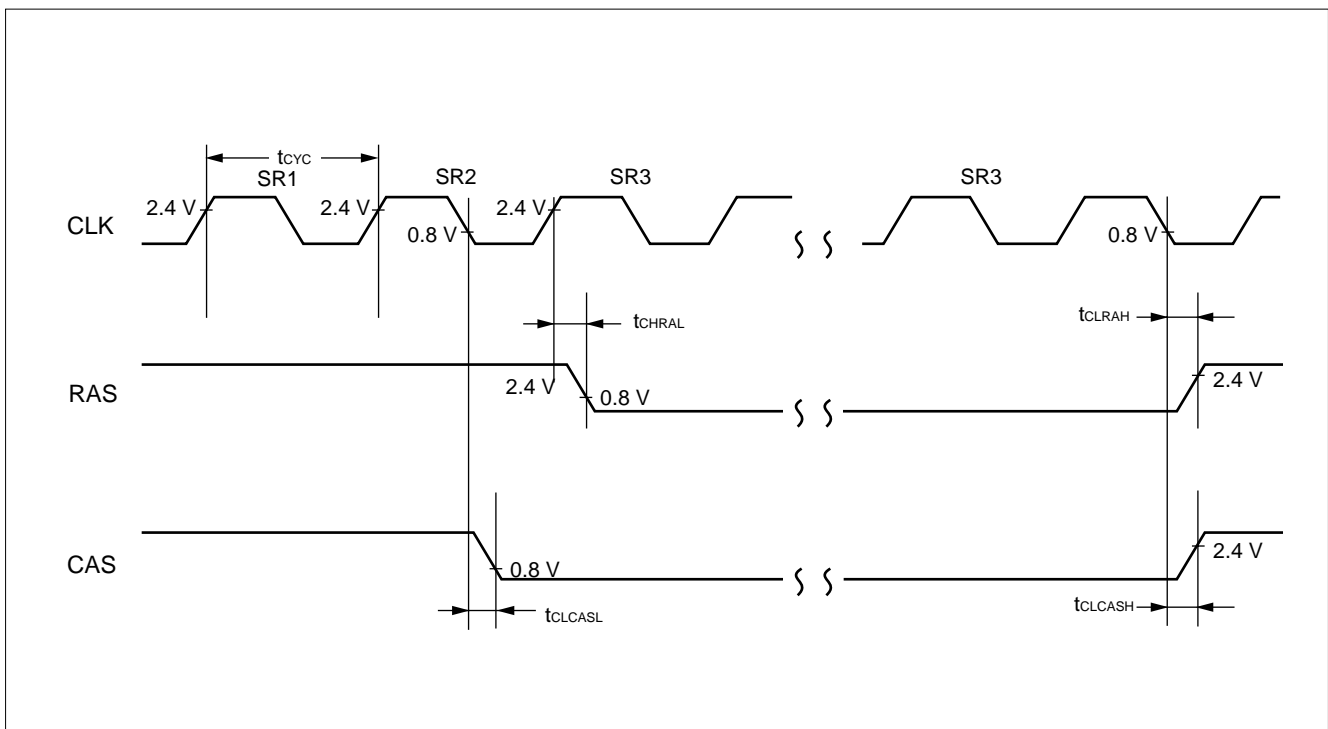 tCYC
SR1 SR2 SR3 SR3
2.4 V 2.4 V 2.4 V
CLK 0.8 V 0.8 V
tCHRAL tCLRAH
RAS 2.4 V 0.8 V 2.4 V
CAS 0.8 V 2.4 V
tCLCASL tCLCASH